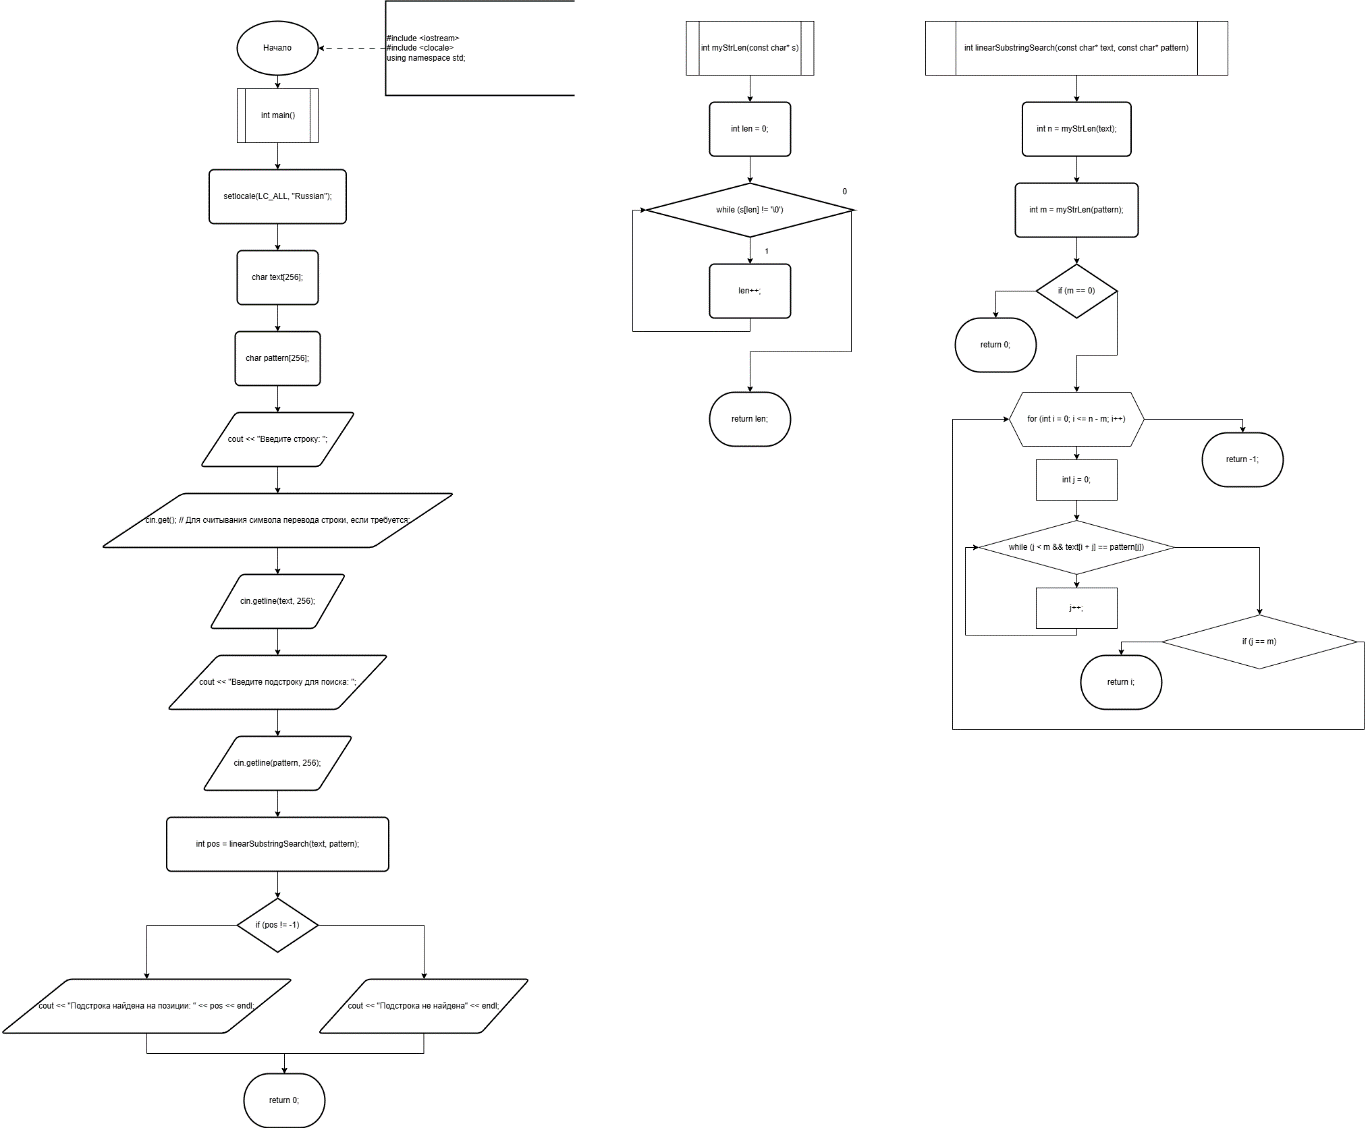 Начало
#include <iostream>
#include <clocale>
using namespace std;
int main()
setlocale(LC_ALL, "Russian");
char text[256];
char pattern[256];
cout << "Введите строку: ";
cin.get(); // Для считывания символа перевода строки, если требуется;
cin.getline(text, 256);
cout << "Введите подстроку для поиска: ";
cin.getline(pattern, 256);
int pos = linearSubstringSearch(text, pattern);
if (pos != -1)
cout << "Подстрока найдена на позиции: " << pos << endl;
cout << "Подстрока не найдена" << endl;
return 0;
int myStrLen(const char* s)
int len = 0;
while (s[len] != '\0')
0
1
len++;
return len;
int linearSubstringSearch(const char* text, const char* pattern)
int n = myStrLen(text);
int m = myStrLen(pattern);
if (m == 0)
return 0;
for (int i = 0; i <= n - m; i++)
return -1;
int j = 0;
while (j < m && text[i + j] == pattern[j])
j++;
if (j == m)
return i;